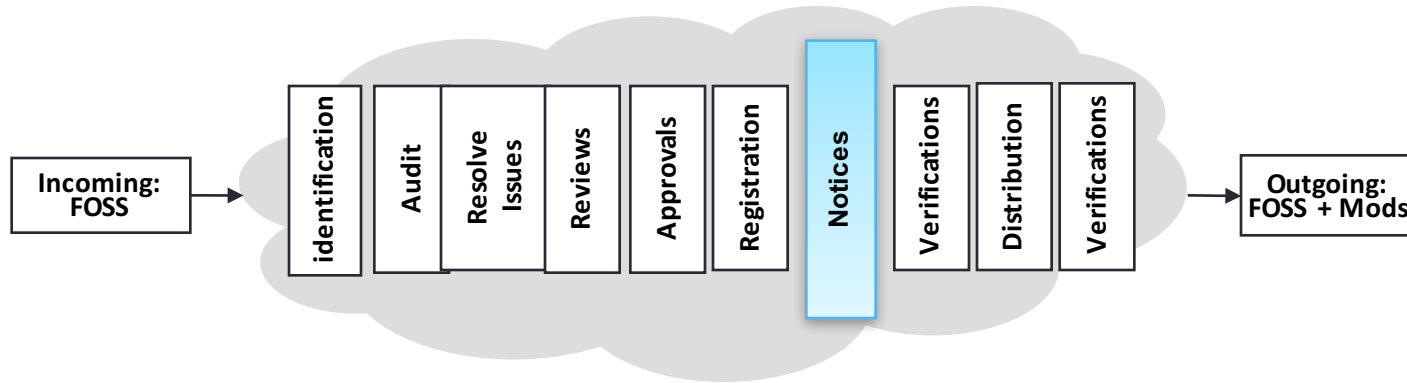 Incoming:
FOSS
identification
Audit
Resolve
Issues
Reviews
Approvals
Registration
Notices
Verifications
Distribution
Verifications
Outgoing:
FOSS + Mods